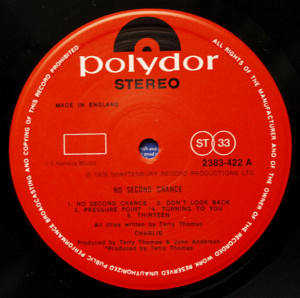 ALL RIGHTS OF THE MANUFACTURER AND OF THE OWNER OF THE RECORDED WORK RESERVED UNAUTHORIZED PUBLIC PERFORMANCE BROADCASTING AND COPYING OF THIS RECORD PROHIBITED
polydor
STEREO
MADE IN ENGLAND
ST 33
2383-422 A
Music
SHAFTESBURY RECORD PRODUCTIONS LTD
NO SECOND CHANCE
1. NO SECOND CHANCE 2. DON'T LOOK BACK
3. PRESSURE POINT 4. TURNING TO YOU
5. THIRTEEN
All titles written by Terry Thomas
CHARLIE
Produced by Terry Thomas & June Anderson
*Produced by Terry Thomas